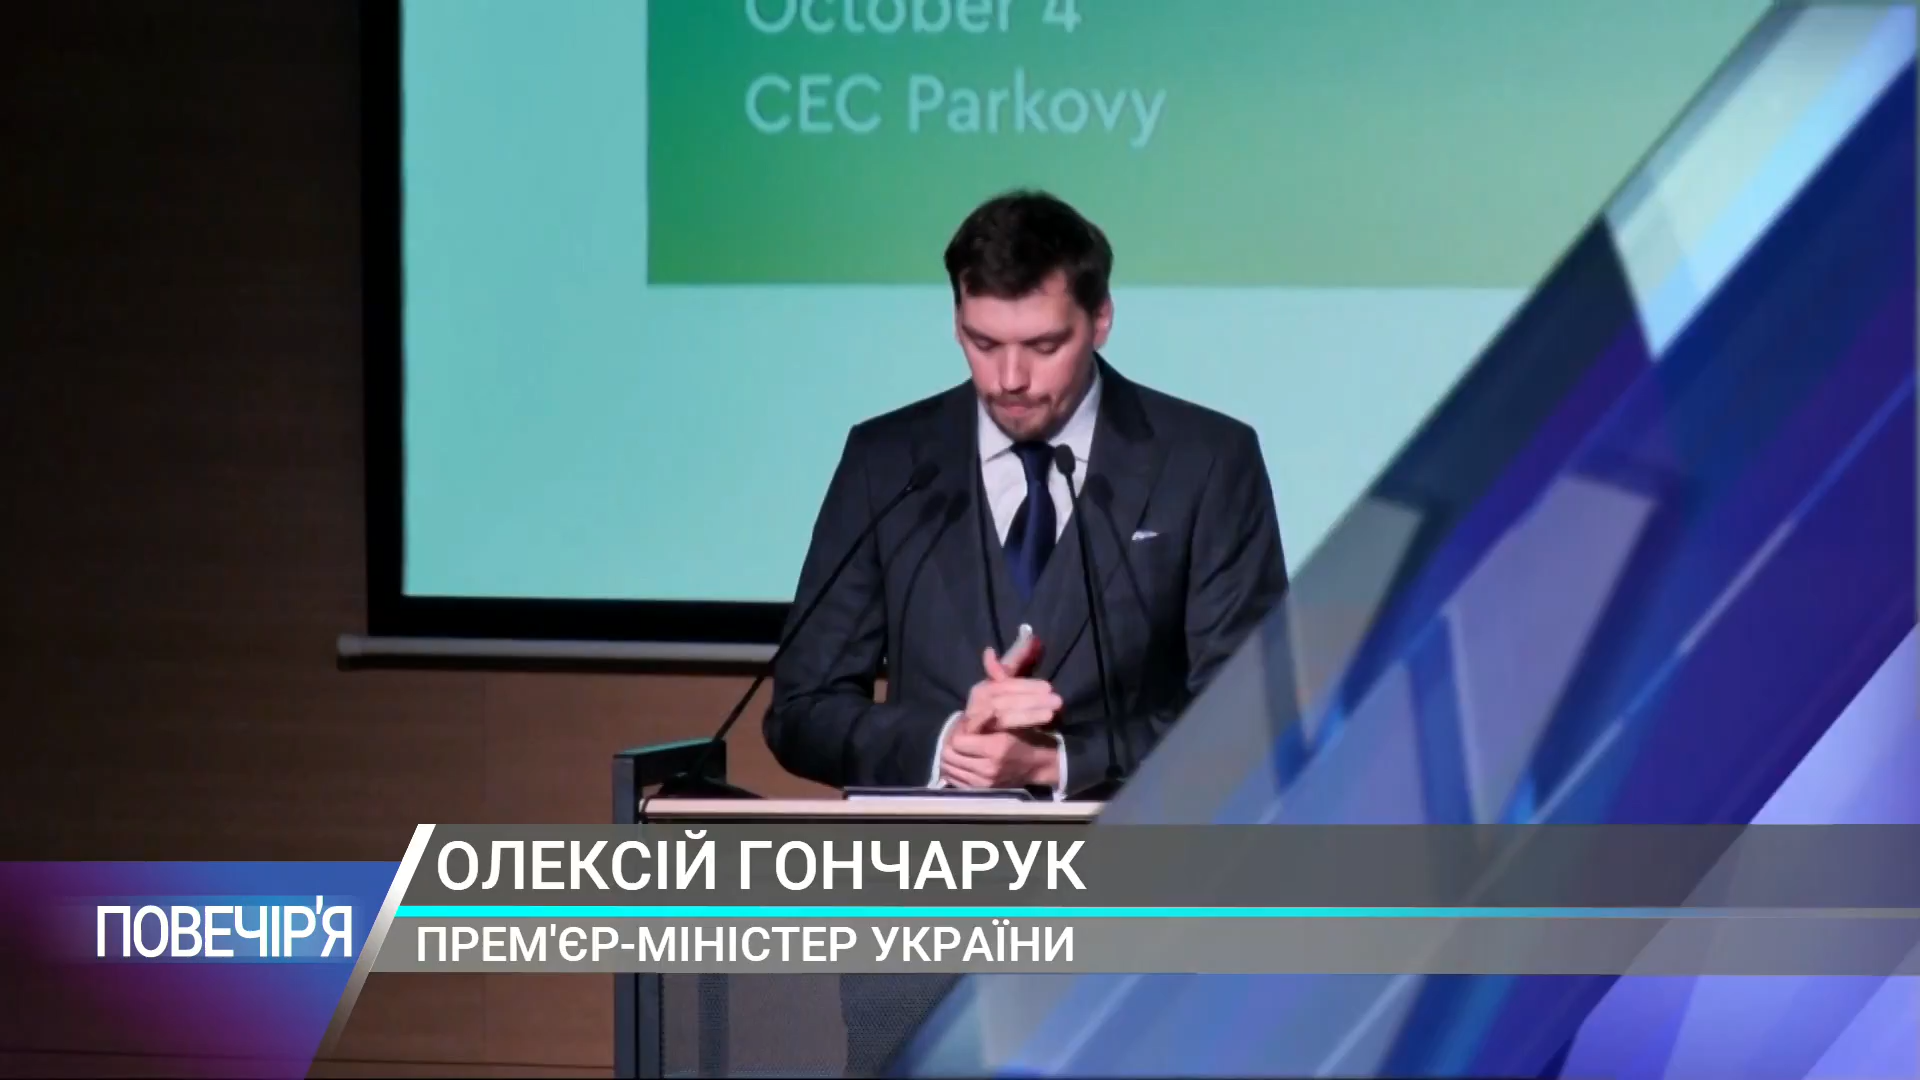 October 4
CEC Parkovy
ОЛЕКСІЙ ГОНЧАРУК
ПОВЕЧІР'Я
ПРЕМ'ЄР-МІНІСТЕР УКРАЇНИ